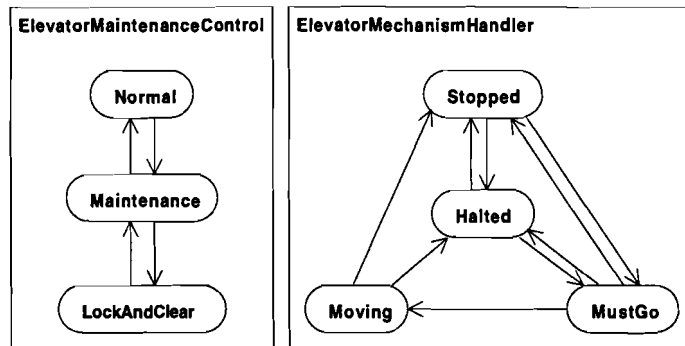 ElevatorMaintenanceControl
Normal
Maintenance
LockAndClear
ElevatorMechanismHandler
Stopped
Halted
Moving
MustGo